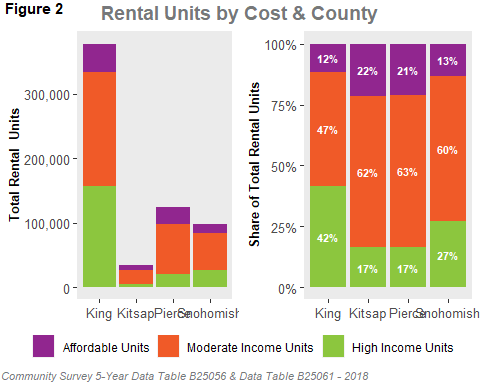 Figure 2
Rental Units by Cost & County
Total Rental Units
300,000
200,000
100,000
0
King Kitsap Pierce Snohomish
Share of Total Rental Units
100%
75%
50%
25%
0%
12% 22% 21% 13%
47% 62% 63% 60%
42% 17% 17% 27%
King Kitsap Pierce Snohomish
Affordable Units Moderate Income Units High Income Units
Community Survey 5-Year Data Table B25056 & Data Table B25061 - 2018